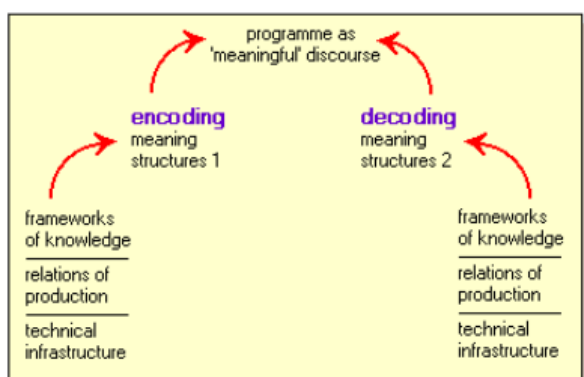 programme as
'meaningful' discourse
encoding
meaning
structures 1
decoding
meaning
structures 2
frameworks
of knowledge
relations of
production
technical
infrastructure
frameworks
of knowledge
relations of
production
technical
infrastructure